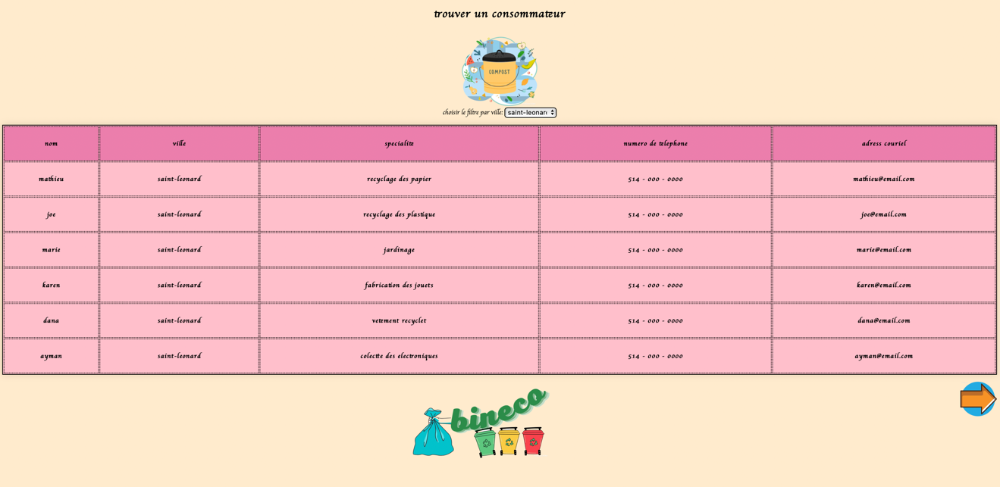 trouver un consommateur
COMPOST
choisir le filtre par ville: saint-leonard
nom ville specialite numero de telephone adress couriel
mathieu saint-leonard recyclage des papier 514 - 000 - 0000 mathieu@email.com
joe saint-leonard recyclage des plastique 514 - 000 - 0000 joe@email.com
marie saint-leonard jardinage 514 - 000 - 0000 marie@email.com
karen saint-leonard fabrication des jouets 514 - 000 - 0000 karen@email.com
dana saint-leonard vetement recyclet 514 - 000 - 0000 dana@email.com
ayman saint-leonard colectte des electroniques 514 - 000 - 0000 ayman@email.com
bineco